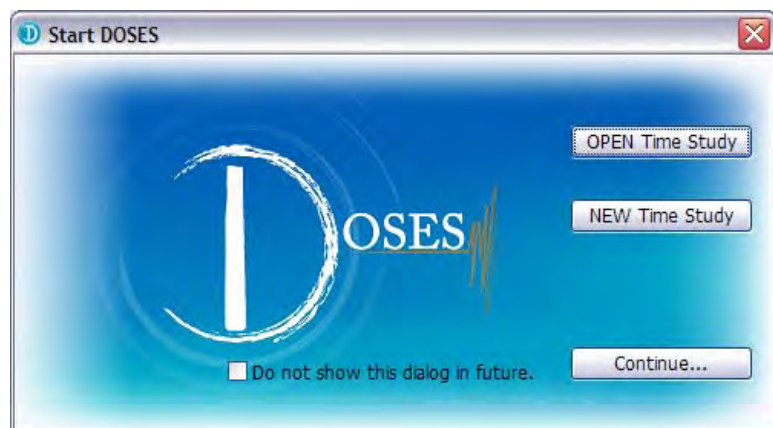 D Start DOSES
OPEN Time Study
DOSES
NEW Time Study
Do not show this dialog in future.
Continue...